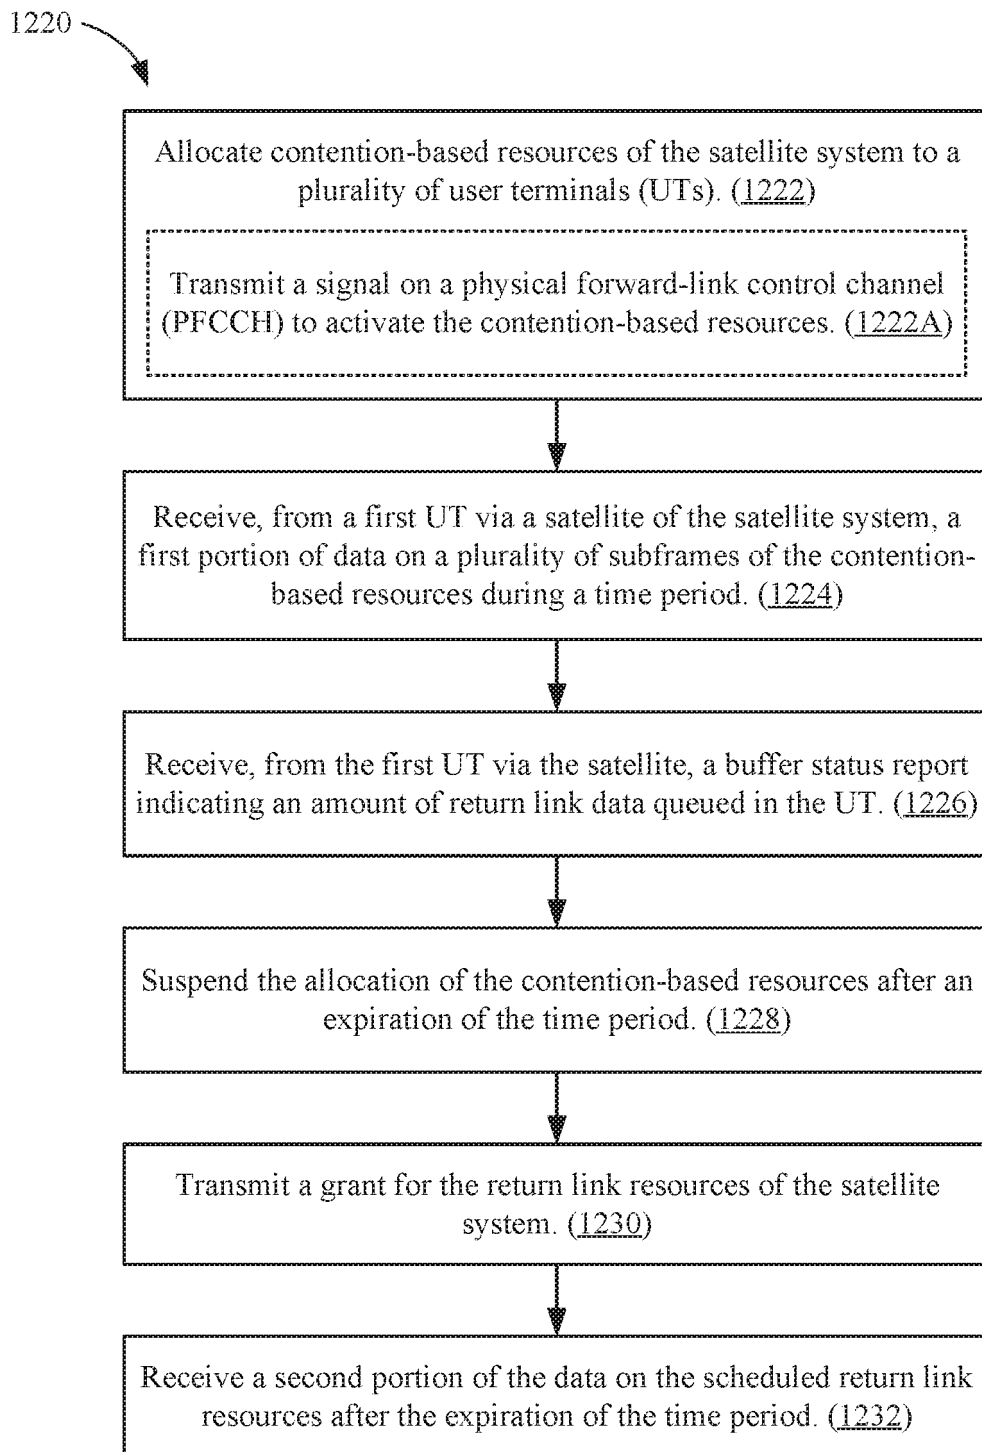 1220
Allocate contention-based resources of the satellite system to a
plurality of user terminals (UTs). (1222)
Transmit a signal on a physical forward-link control channel
(PFCCH) to activate the contention-based resources. (1222A)
Receive, from a first UT via a satellite of the satellite system, a
first portion of data on a plurality of subframes of the contention-
based resources during a time period. (1224)
Receive, from the first UT via the satellite, a buffer status report
indicating an amount of return link data queued in the UT. (1226)
Suspend the allocation of the contention-based resources after an
expiration of the time period. (1228)
Transmit a grant for the return link resources of the satellite
system. (1230)
Receive a second portion of the data on the scheduled return link
resources after the expiration of the time period. (1232)